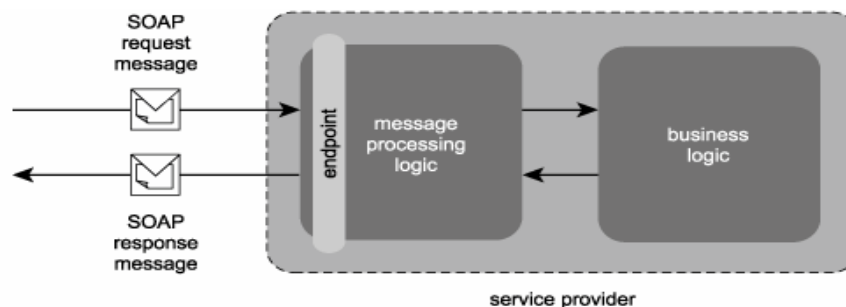 SOAP
request
message
endpoint
message
processing
logic
business
logic
SOAP
response
message
service provider